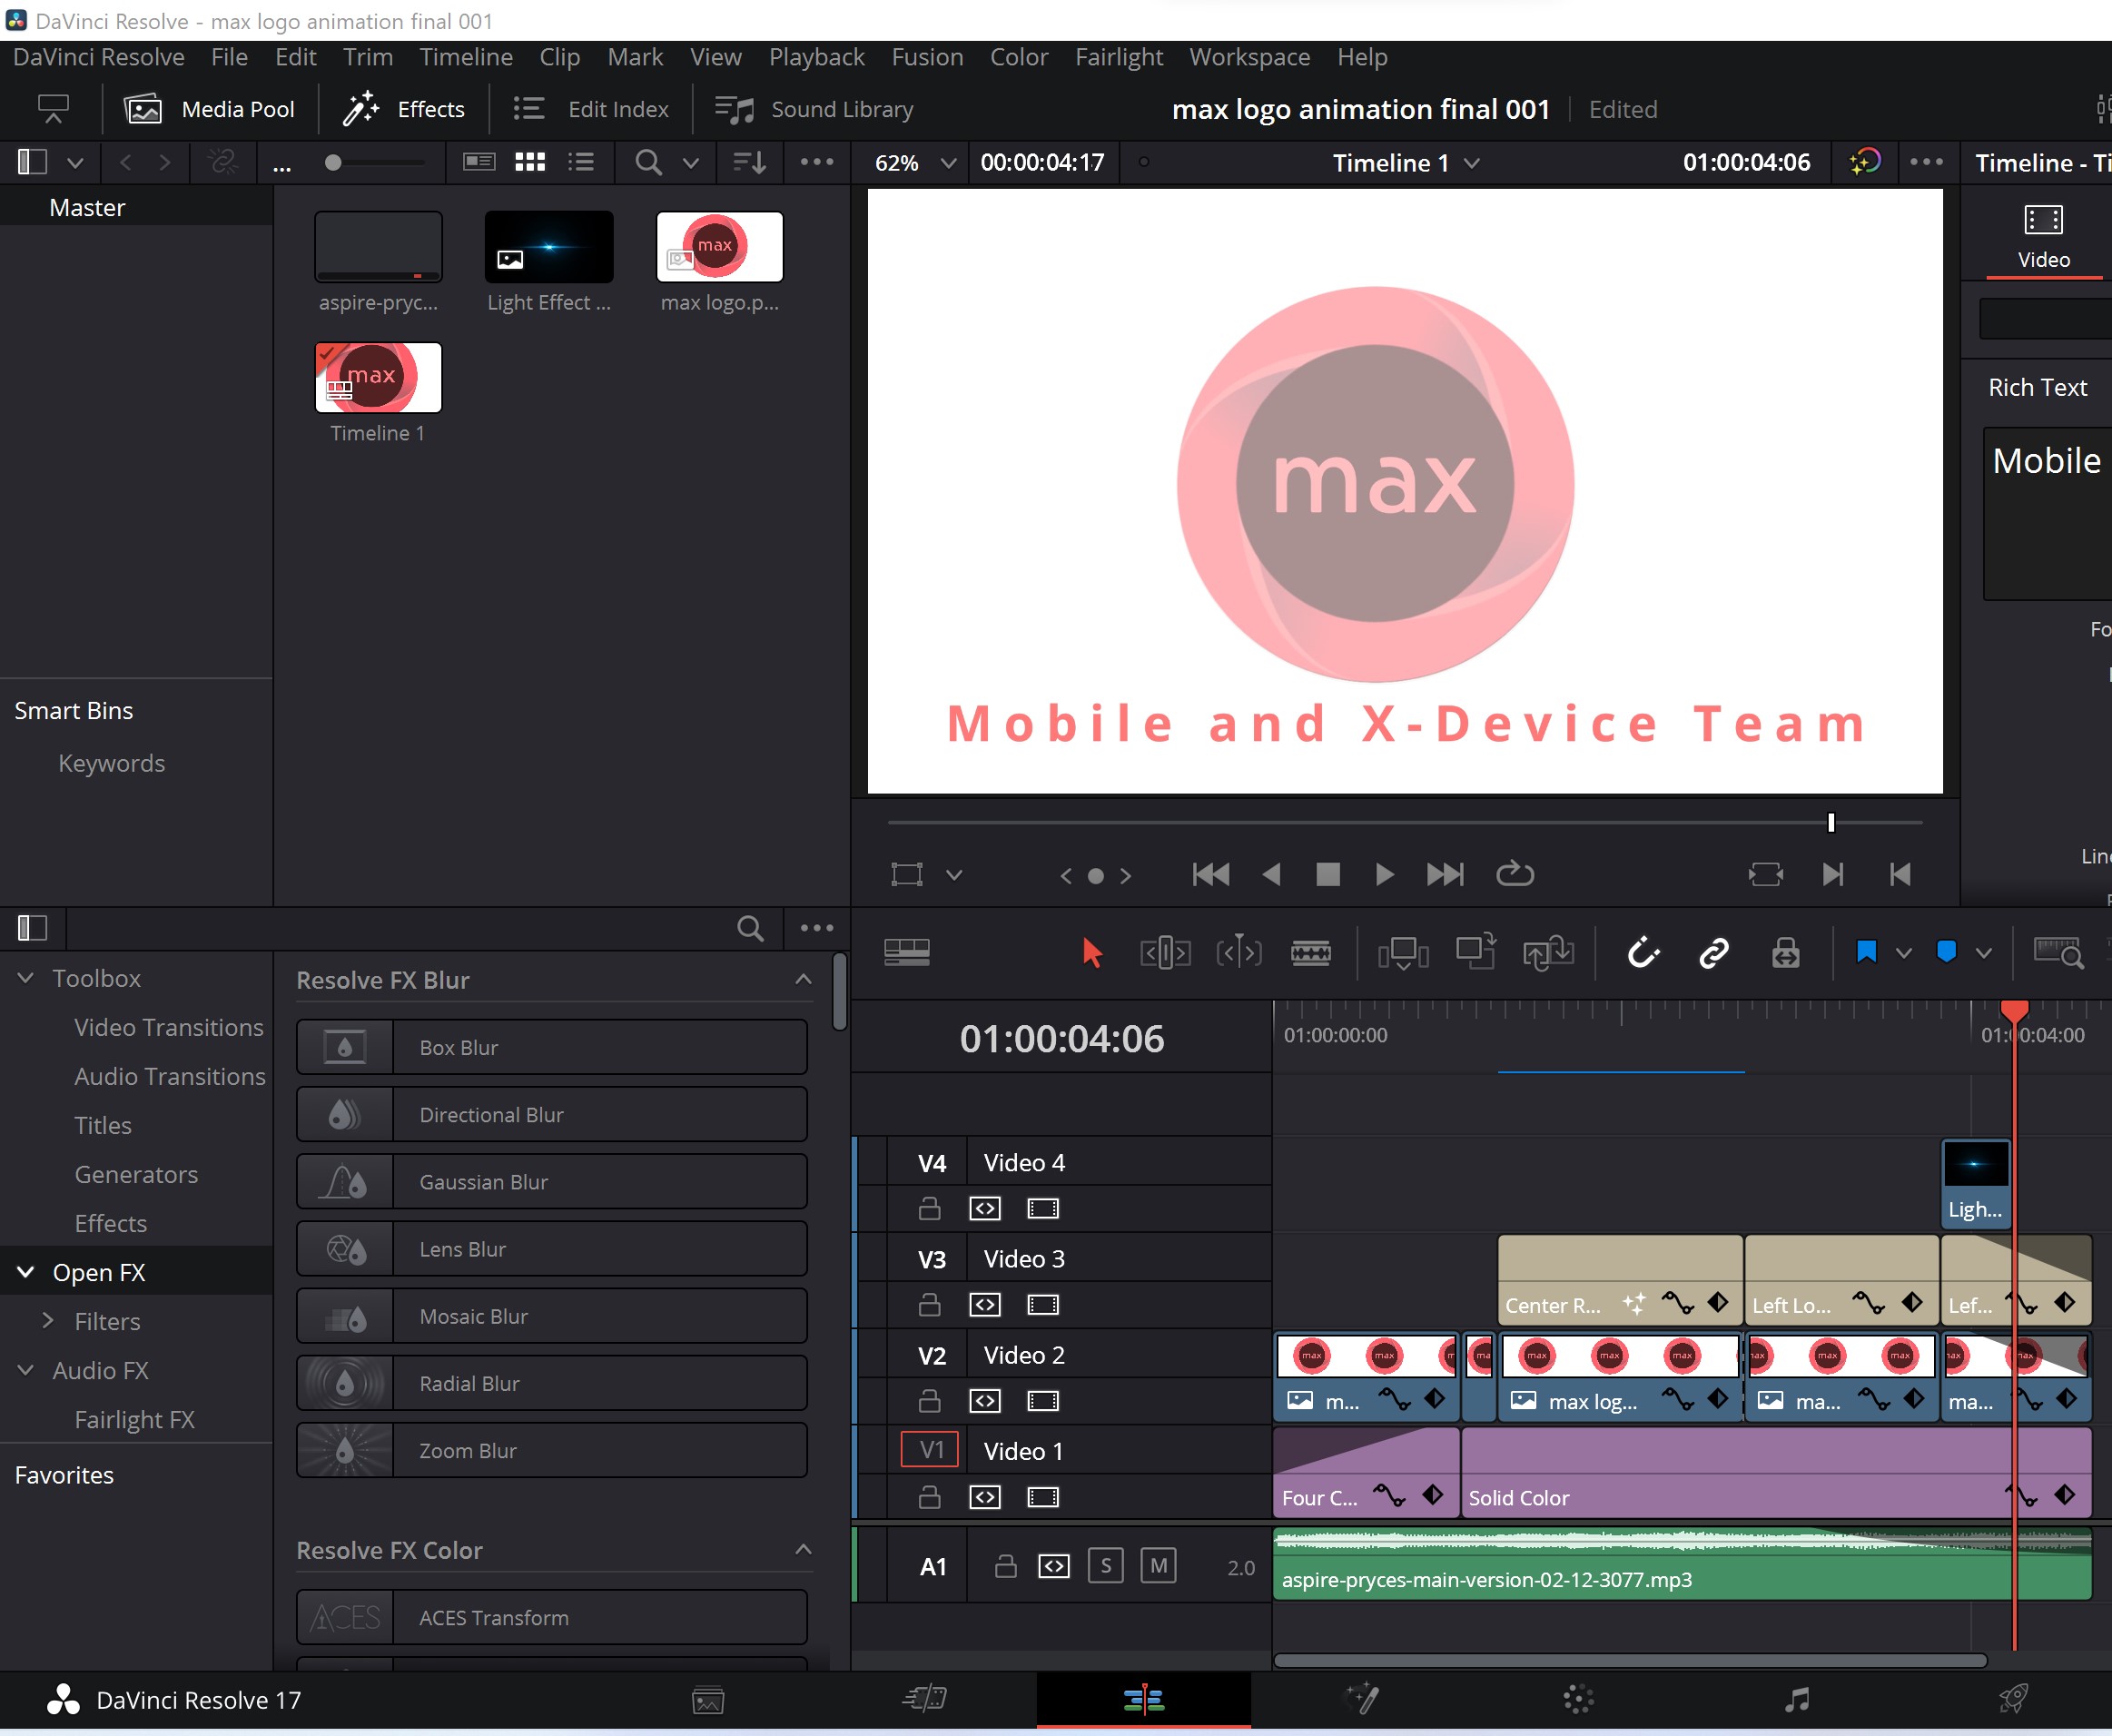 DaVinci Resolve - max logo animation final 001
DaVinci Resolve File Edit Trim Timeline Clip Mark View Playback Fusion Color Fairlight Workspace Help
Media Pool Effects Edit Index Sound Library max logo animation final 001 Edited
... 62% 00:00:04:17 Timeline 1 01:00:04:06 Timeline - Ti
Master
max
max
aspire-pryc... Light Effect ... max logo.p...
max
Timeline 1
Video
Rich Text
Mobile
Fo
max
Mobile and X-Device Team
Smart Bins
Keywords
Line
Toolbox
Video Transitions
Audio Transitions
Titles
Generators
Effects
Open FX
Filters
Audio FX
Fairlight FX
Favorites
Resolve FX Blur
Box Blur
Directional Blur
Gaussian Blur
Lens Blur
Mosaic Blur
Radial Blur
Zoom Blur
Resolve FX Color
ACES ACES Transform
01:00:04:06 01:00:00:00 01:00:04:00
V4 Video 4
Ligh...
V3 Video 3
Center R... Left Lo... Lef...
V2 Video 2
m... max log... ma... ma...
V1 Video 1
Four C... Solid Color
A1 S M 2.0
aspire-pryces-main-version-02-12-3077.mp3
DaVinci Resolve 17